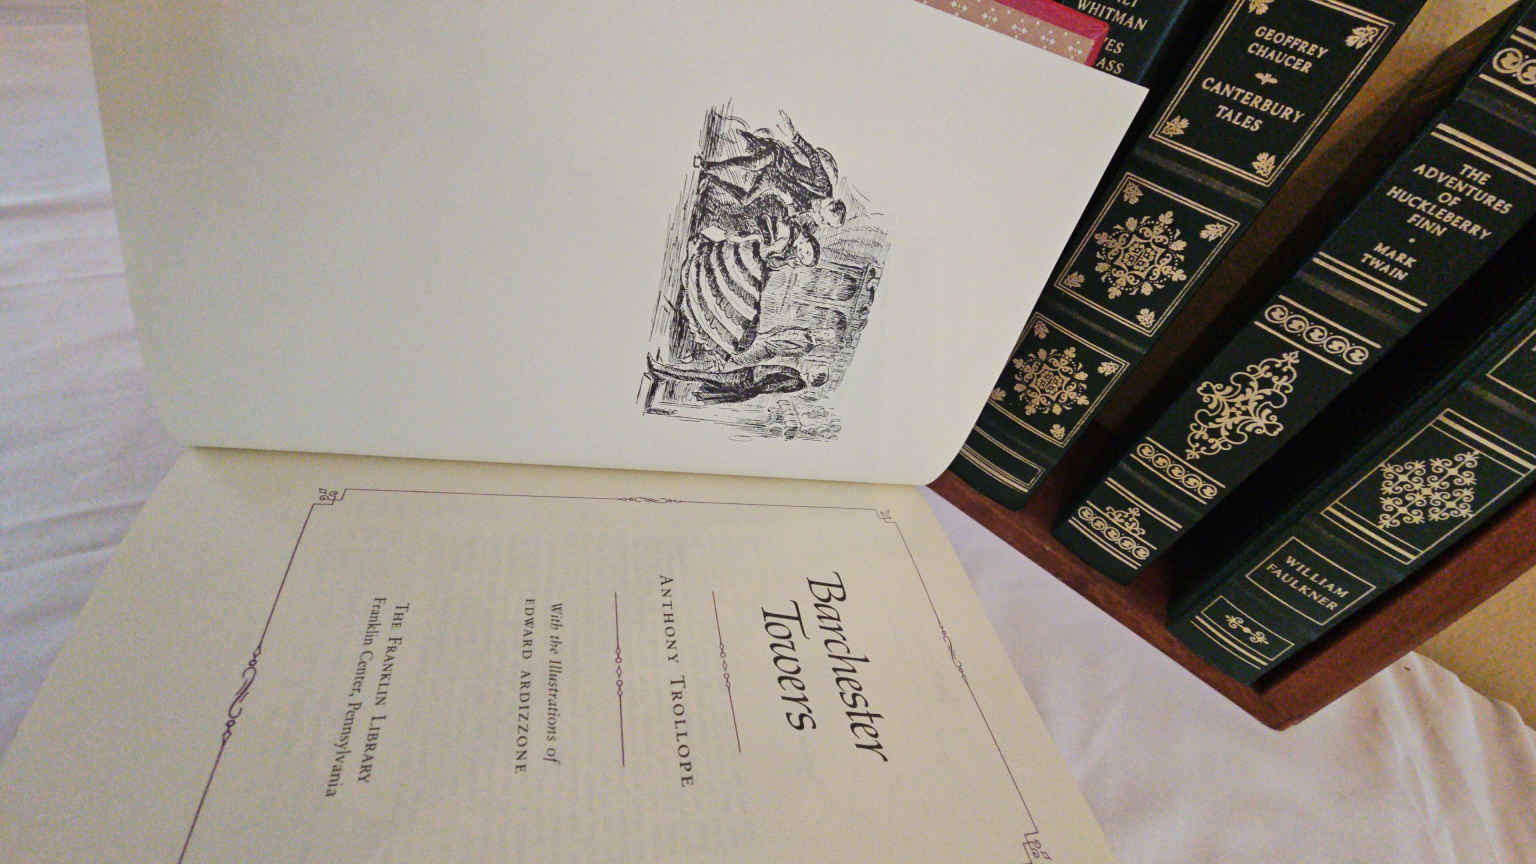 Barchester
Towers
ANTHONY TROLLOPE
With the Illustrations of
EDWARD ARDIZZONE
THE FRANKLIN LIBRARY
Franklin Center, Pennsylvania
WHITMAN
GEOFFREY
CHAUCER
CANTERBURY
TALES
THE
ADVENTURES
OF
HUCKLEBERRY
FINN
MARK
TWAIN
WILLIAM
FAULKNER